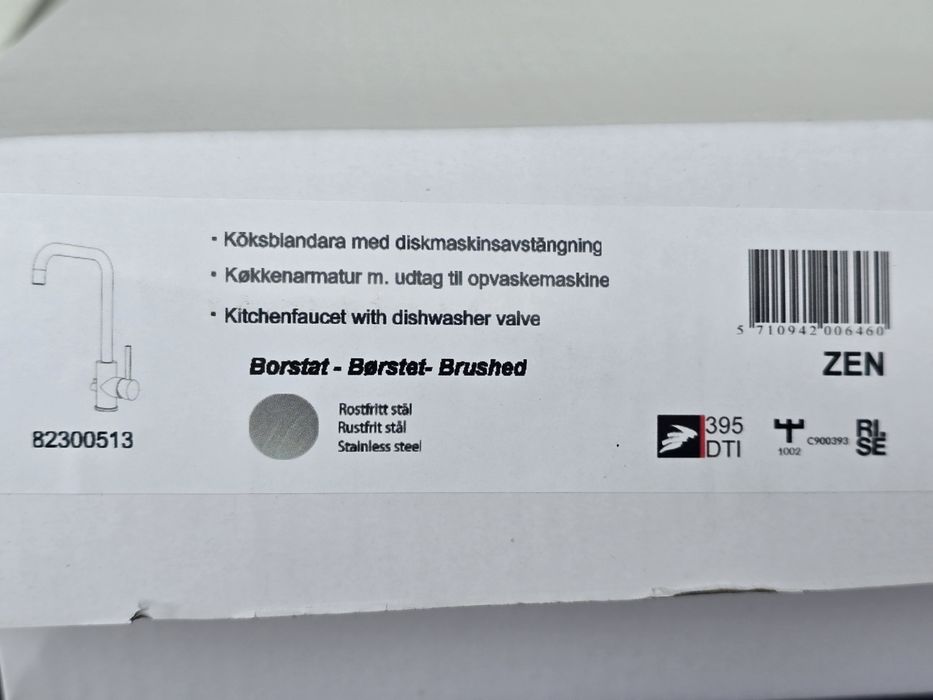 · Köksblandara med diskmaskinsavstängning
· Køkkenarmatur m. udtag til opvaskemaskine
· Kitchenfaucet with dishwasher valve
Borstat - Børstet- Brushed
Rostfritt stål
Rustfrit stål
Stainless steel
82300513
5 710942 006460
ZEN
395
DTI
1002
C900393
RI.
SE